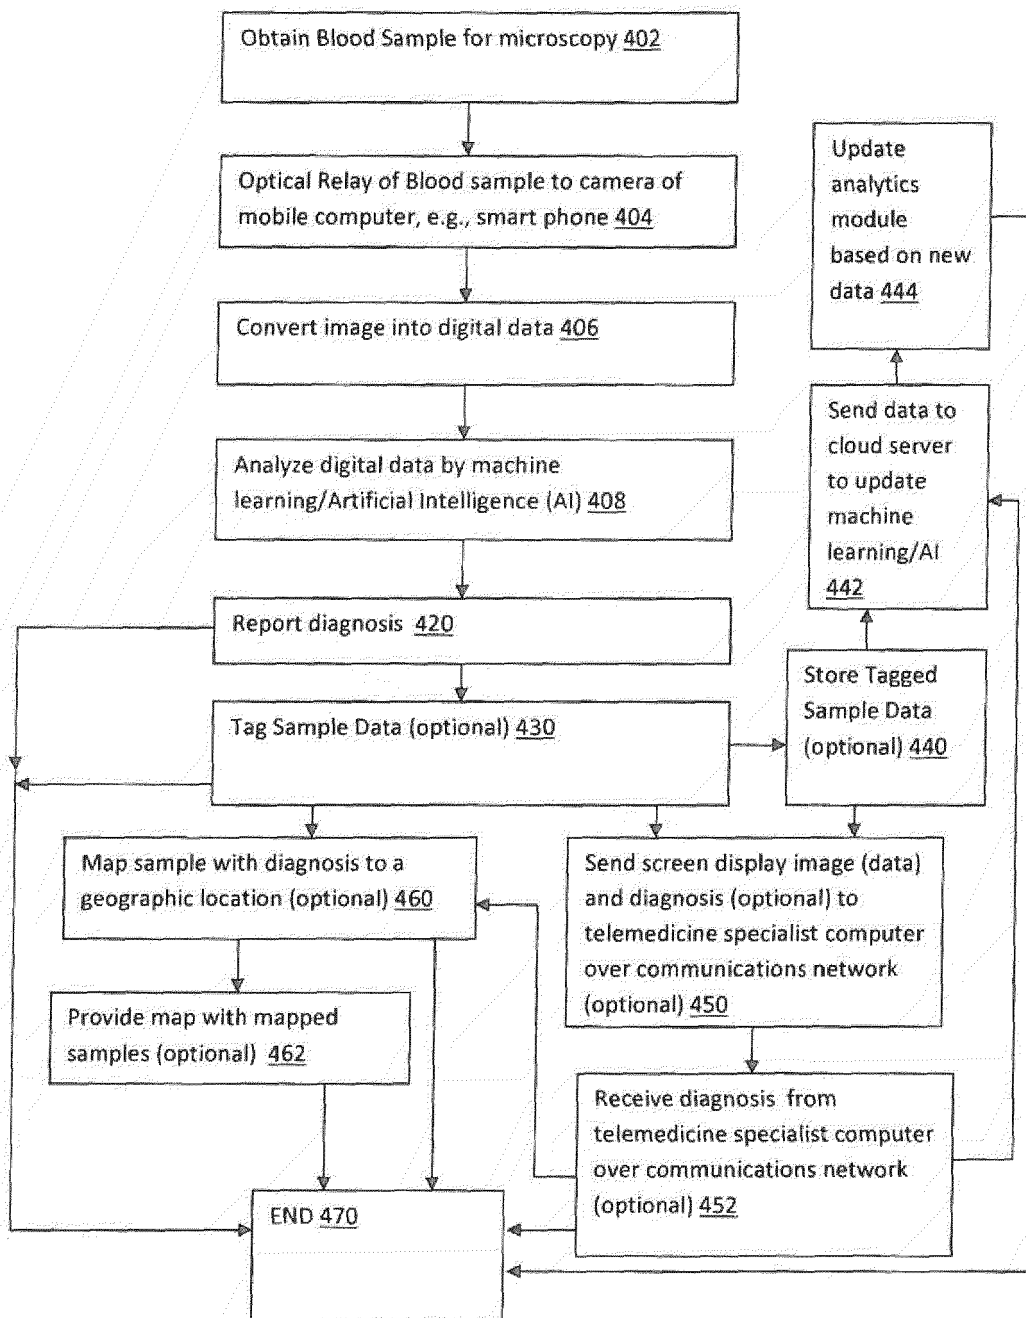 Obtain Blood Sample for microscopy 402
Optical Relay of Blood sample to camera of
mobile computer, e.g., smart phone 404
Convert image into digital data 406
Analyze digital data by machine
learning/Artificial Intelligence (AI) 408
Report diagnosis 420
Tag Sample Data (optional) 430
Update
analytics
module
based on new
data 444
Send data to
cloud server
to update
machine
learning/AI
442
Store Tagged
Sample Data
(optional) 440
Map sample with diagnosis to a
geographic location (optional) 460
Provide map with mapped
samples (optional) 462
Send screen display image (data)
and diagnosis (optional) to
telemedicine specialist computer
over communications network
(optional) 450
Receive diagnosis from
telemedicine specialist computer
over communications network
(optional) 452
END 470